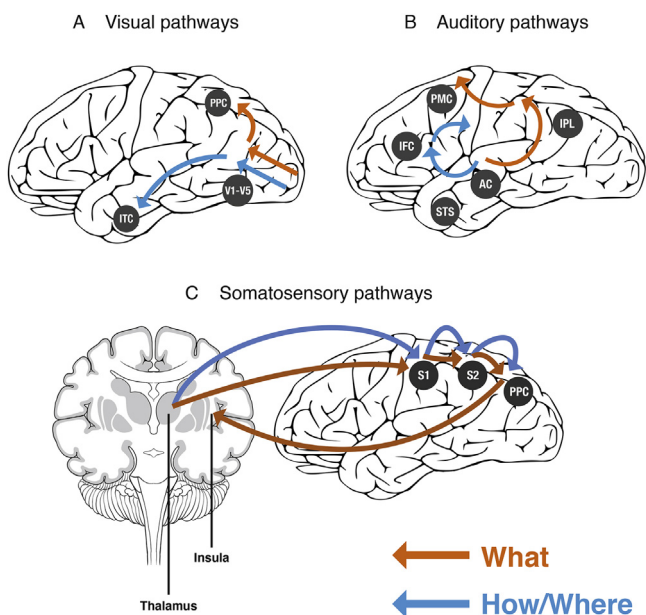 A Visual pathways
B Auditory pathways
PPC
V1-V5
ITC
PMC
IPL
IFC
AC
STS
C Somatosensory pathways
S1
S2
PPC
Insula
Thalamus
What
How/Where